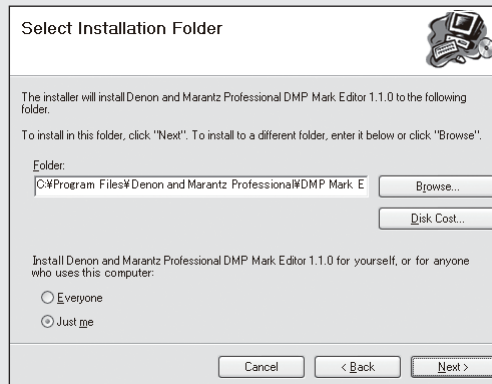 Select Installation Folder
The installer will install Denon and Marantz Professional DMP Mark Editor 1.1.0 to the following
folder.
To install in this folder, click "Next". To install to a different folder, enter it below or click "Browse".
Folder:
C:¥Program Files¥Denon and Marantz Professional¥DMP Mark E
Browse...
Disk Cost...
Install Denon and Marantz Professional DMP Mark Editor 1.1.0 for yourself, or for anyone
who uses this computer:
Everyone
Just me
Cancel
< Back
Next >